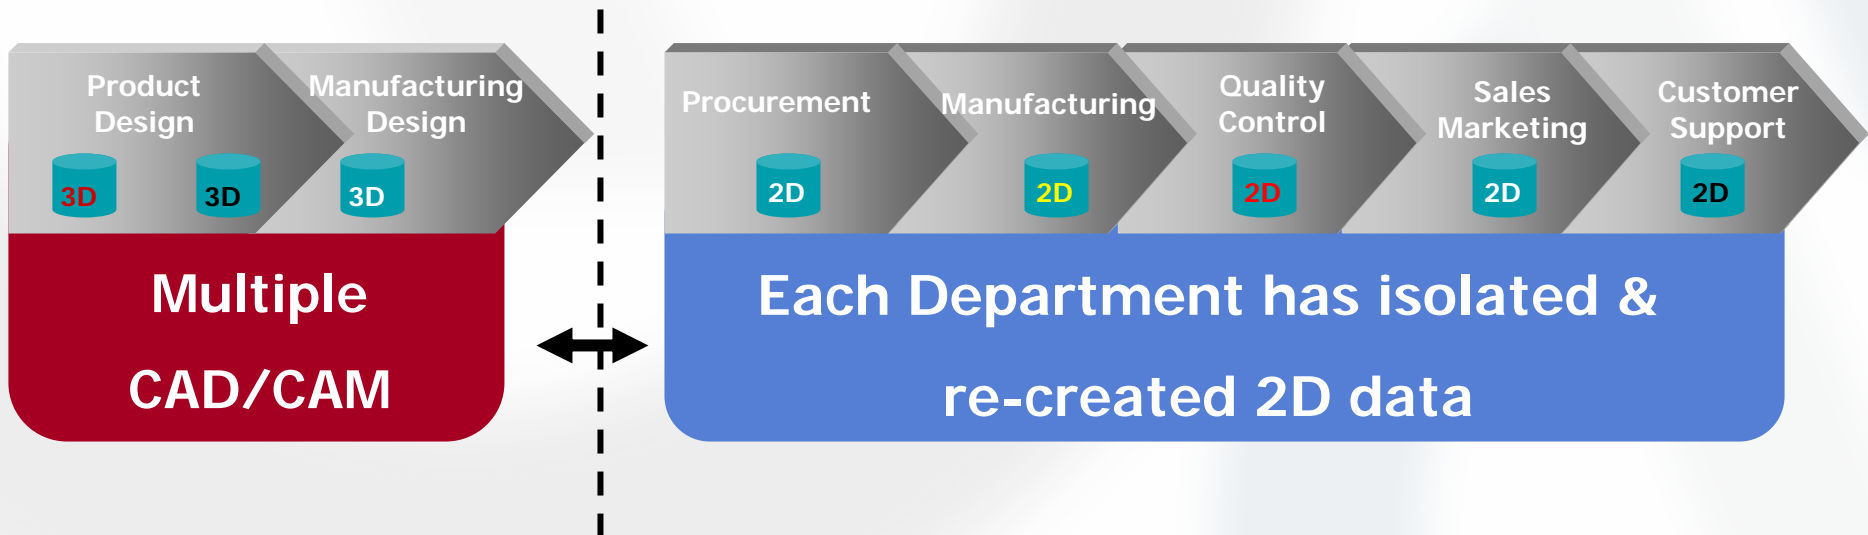 Product
Design
3D
3D
Manufacturing
Design
3D
Multiple
CAD/CAM
Procurement
2D
Manufacturing
2D
Quality
Control
2D
Sales
Marketing
2D
Customer
Support
2D
Each Department has isolated &
re-created 2D data